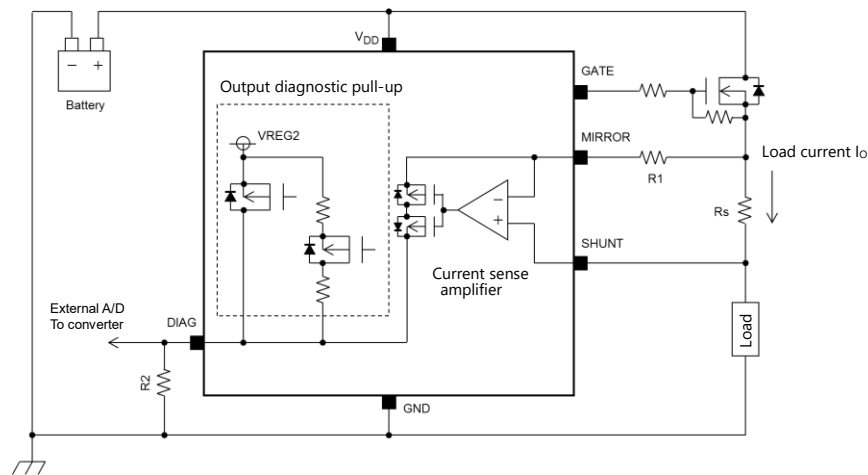 VDD
GATE
Battery
Output diagnostic pull-up
VREG2
MIRROR
R1
Load current IO
Rs
SHUNT
Current sense
amplifier
External A/D
To converter
DIAG
R2
Load
GND